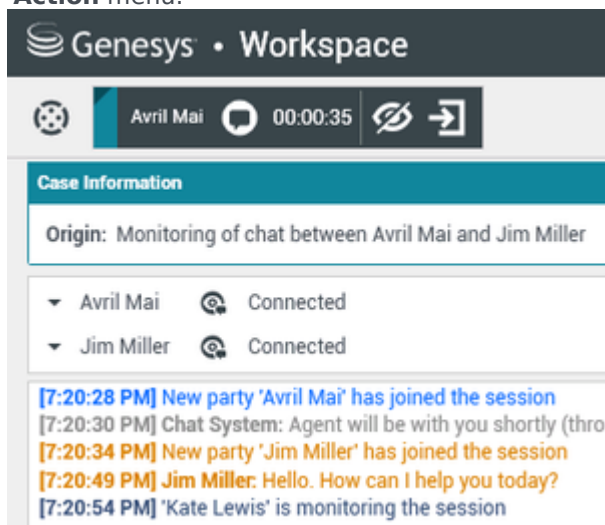 Action menu.
Genesys • Workspace
Avril Mai 00:00:35
Case Information
Origin: Monitoring of chat between Avril Mai and Jim Miller
Avril Mai Connected
Jim Miller Connected
[7:20:28 PM] New party 'Avril Mai' has joined the session
[7:20:30 PM] Chat System: Agent will be with you shortly (thro
[7:20:34 PM] New party 'Jim Miller' has joined the session
[7:20:49 PM] Jim Miller: Hello. How can I help you today?
[7:20:54 PM] 'Kate Lewis' is monitoring the session